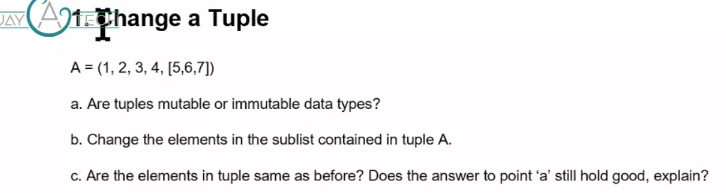 JAY A TECH
1. Change a Tuple
A = (1, 2, 3, 4, [5,6,7])
a. Are tuples mutable or immutable data types?
b. Change the elements in the sublist contained in tuple A.
c. Are the elements in tuple same as before? Does the answer to point ‘a’ still hold good, explain?